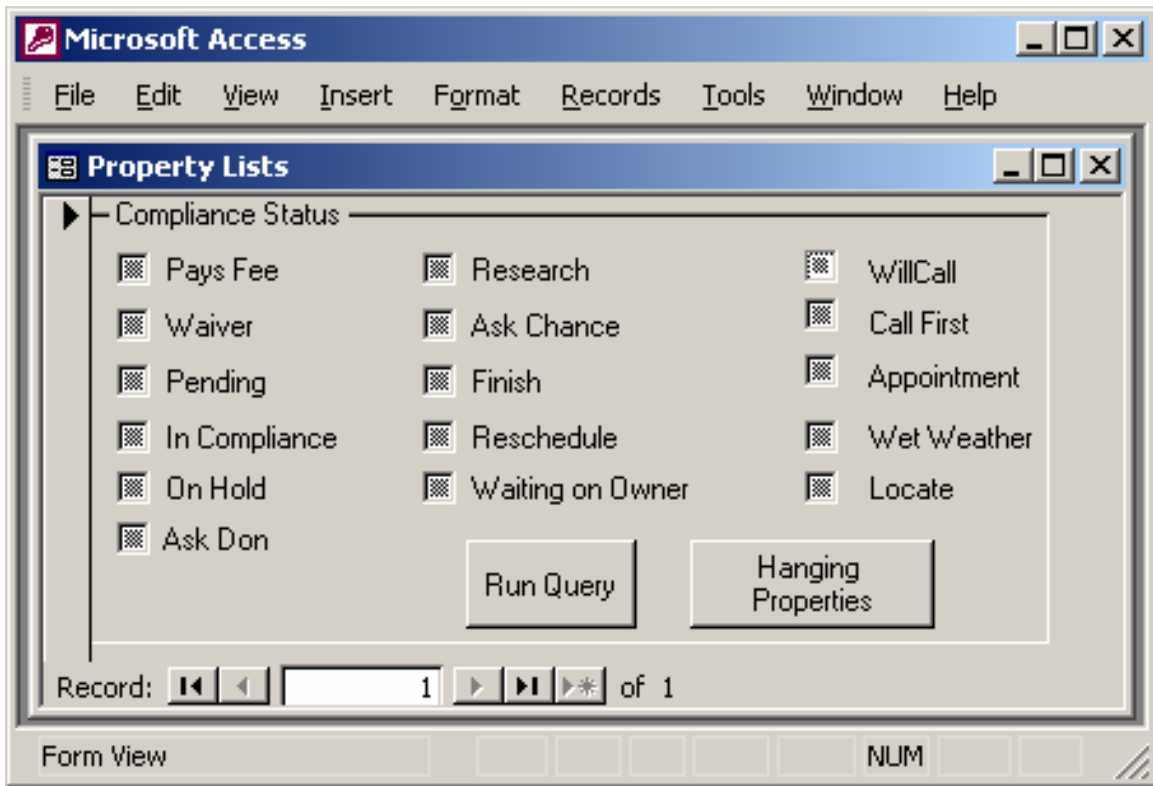 Microsoft Access
File Edit View Insert Format Records Tools Window Help
Property Lists
Compliance Status
Pays Fee Research WillCall
Waiver Ask Chance Call First
Pending Finish Appointment
In Compliance Reschedule Wet Weather
On Hold Waiting on Owner Locate
Ask Don
Run Query
Hanging
Properties
Record: 1 of 1
Form View NUM